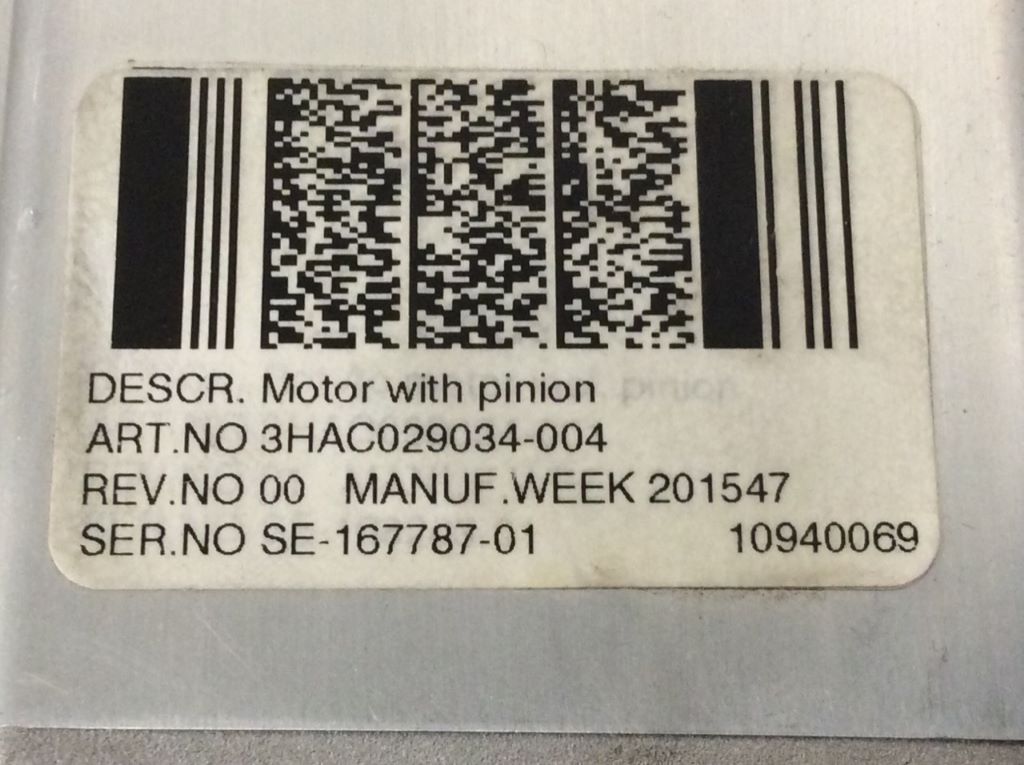 DESCR. Motor with pinion
ART.NO 3HAC029034-004
REV.NO 00 MANUF.WEEK 201547
SER.NO SE-167787-01 10940069